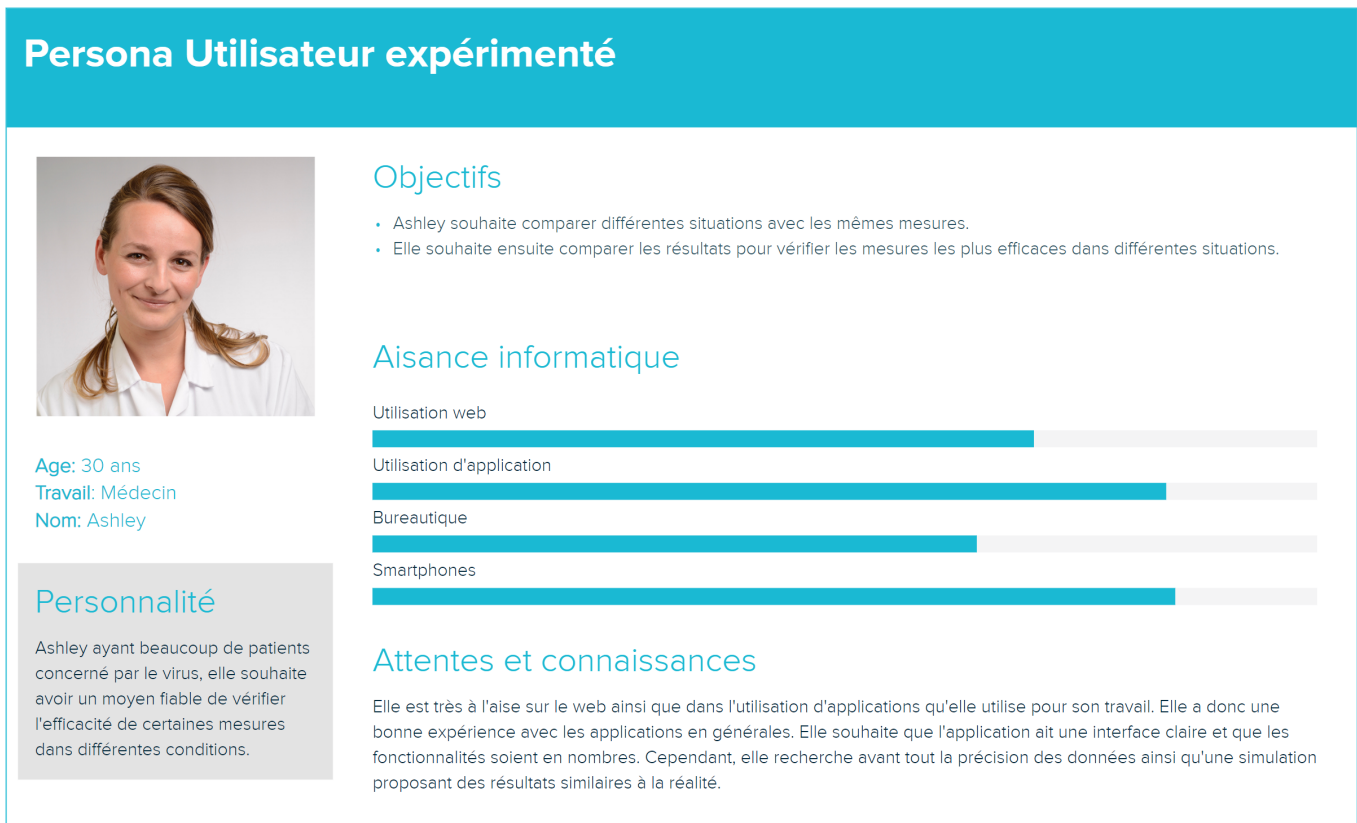 Persona Utilisateur expérimenté
Age: 30 ans
Travail: Médecin
Nom: Ashley
Personnalité
Ashley ayant beaucoup de patients
concerné par le virus, elle souhaite
avoir un moyen fiable de vérifier
l'efficacité de certaines mesures
dans différentes conditions.
Objectifs
• Ashley souhaite comparer différentes situations avec les mêmes mesures.
• Elle souhaite ensuite comparer les résultats pour vérifier les mesures les plus efficaces dans différentes situations.
Aisance informatique
Utilisation web
Utilisation d'application
Bureautique
Smartphones
Attentes et connaissances
Elle est très à l'aise sur le web ainsi que dans l'utilisation d'applications qu'elle utilise pour son travail. Elle a donc une
bonne expérience avec les applications en générales. Elle souhaite que l'application ait une interface claire et que les
fonctionnalités soient en nombres. Cependant, elle recherche avant tout la précision des données ainsi qu'une simulation
proposant des résultats similaires à la réalité.